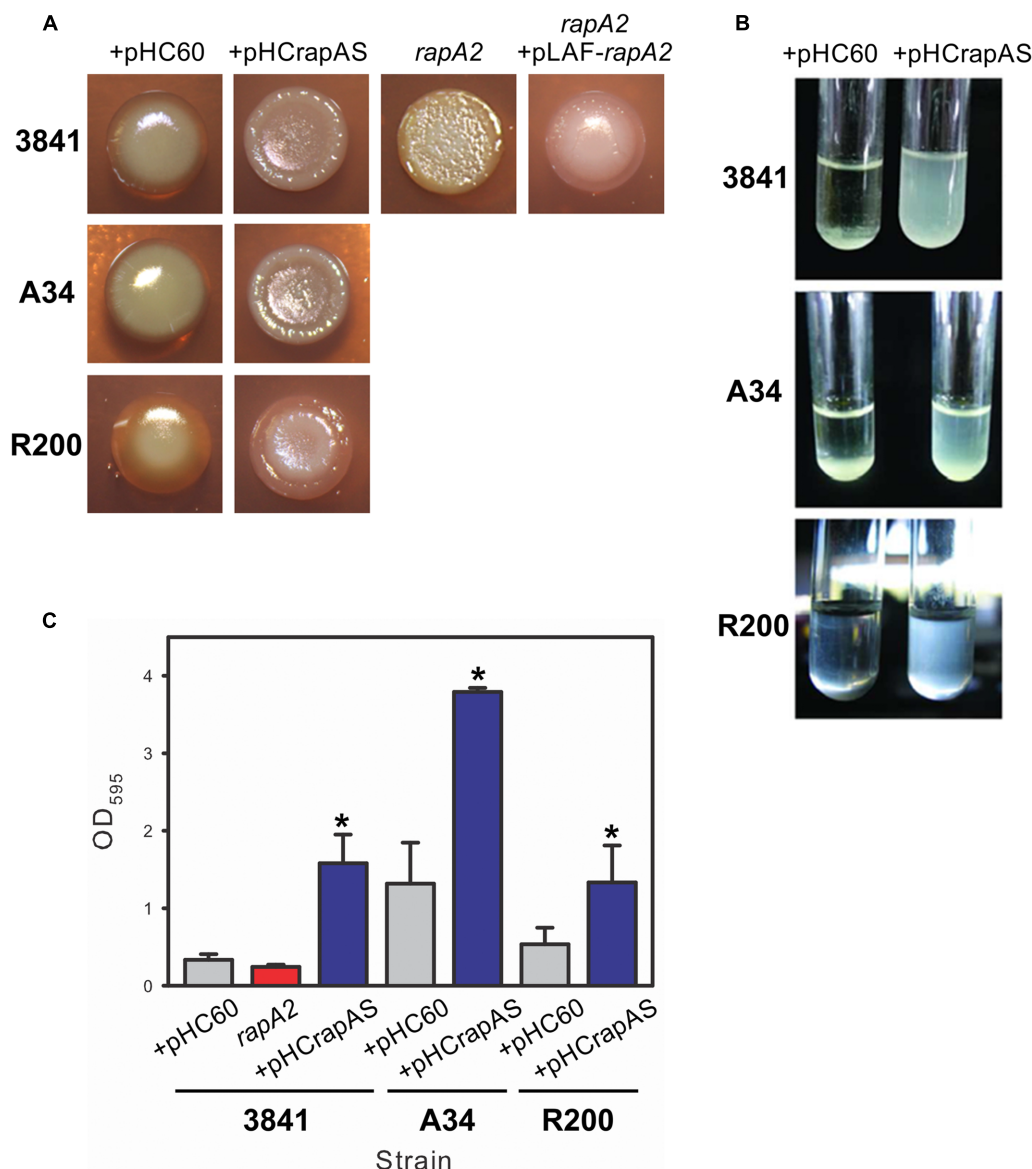 A
+pHC60 +pHCrapAS rapA2 rapA2
+pLAF-rapA2
3841
A34
R200
B
+pHC60 +pHCrapAS
3841
A34
R200
C
OD595
4
3
2
1
0
* * *
+pHC60 rapA2 +pHCrapAS +pHC60 +pHCrapAS +pHC60 +pHCrapAS
3841 A34 R200
Strain